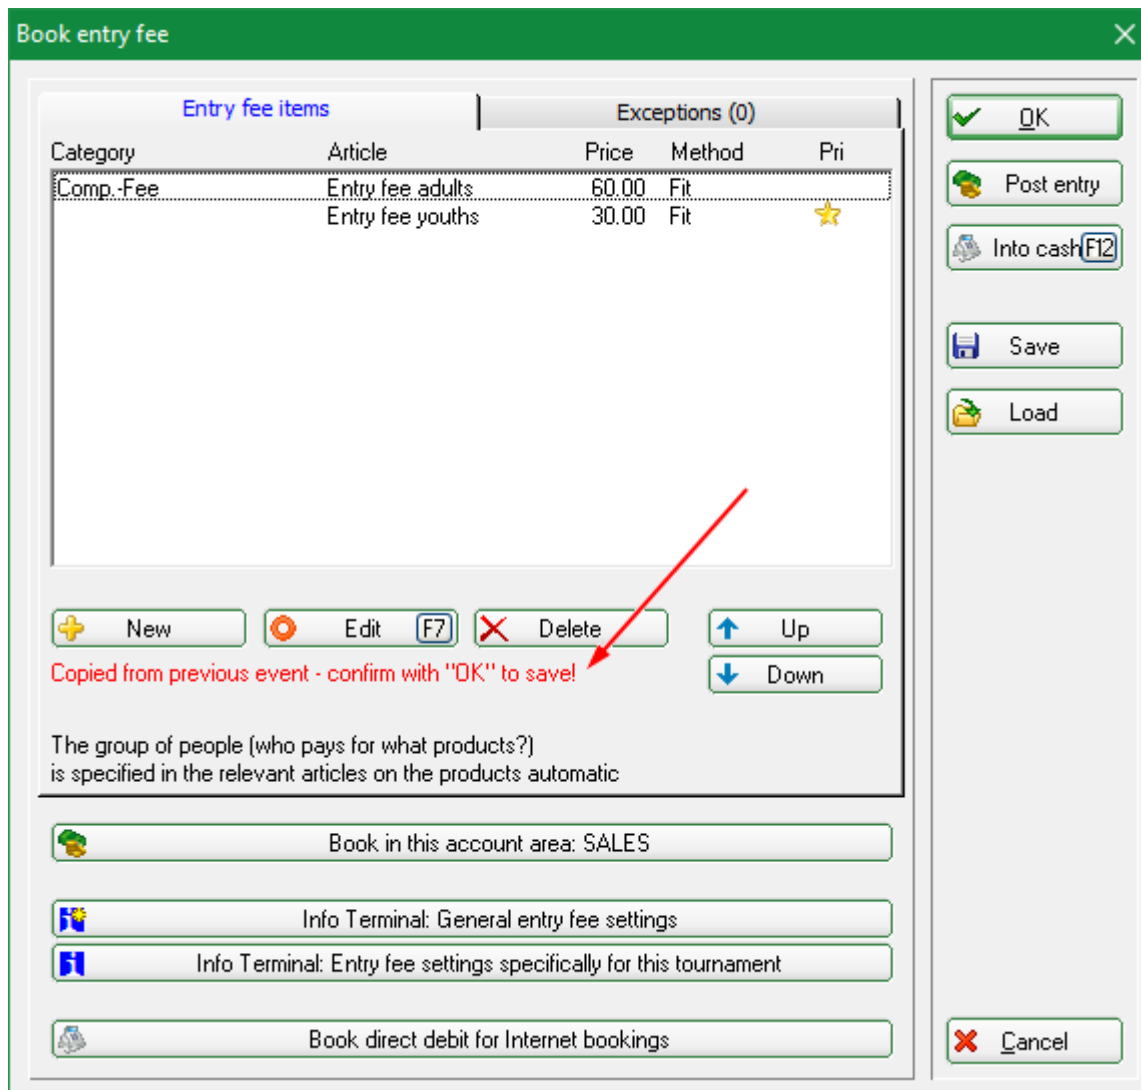 Book entry fee
Entry fee items Exceptions (0)
Category Article Price Method Pri
Comp.-Fee Entry fee adults 60.00 Fit
Entry fee youths 30.00 Fit
New Edit F7 Delete Up
Copied from previous event - confirm with "OK" to save! Down
The group of people (who pays for what products?)
is specified in the relevant articles on the products automatic
Book in this account area: SALES
Info Terminal: General entry fee settings
Info Terminal: Entry fee settings specifically for this tournament
Book direct debit for Internet bookings
OK
Post entry
Into cash F12
Save
Load
Cancel